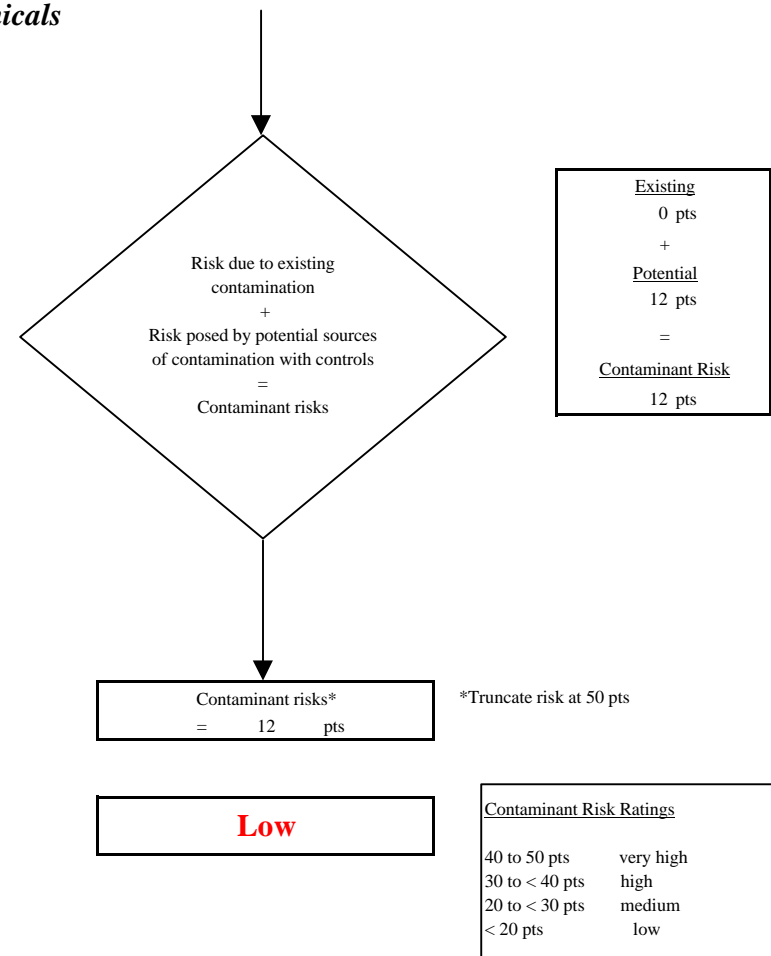 Risk due to existing
contamination
+
Risk posed by potential sources
of contamination with controls
=
Contaminant risks
Existing
0 pts
+
Potential
12 pts
=
Contaminant Risk
12 pts
Contaminant risks*
= 12 pts
*Truncate risk at 50 pts
Low
Contaminant Risk Ratings
40 to 50 pts very high
30 to < 40 pts high
20 to < 30 pts medium
< 20 pts low